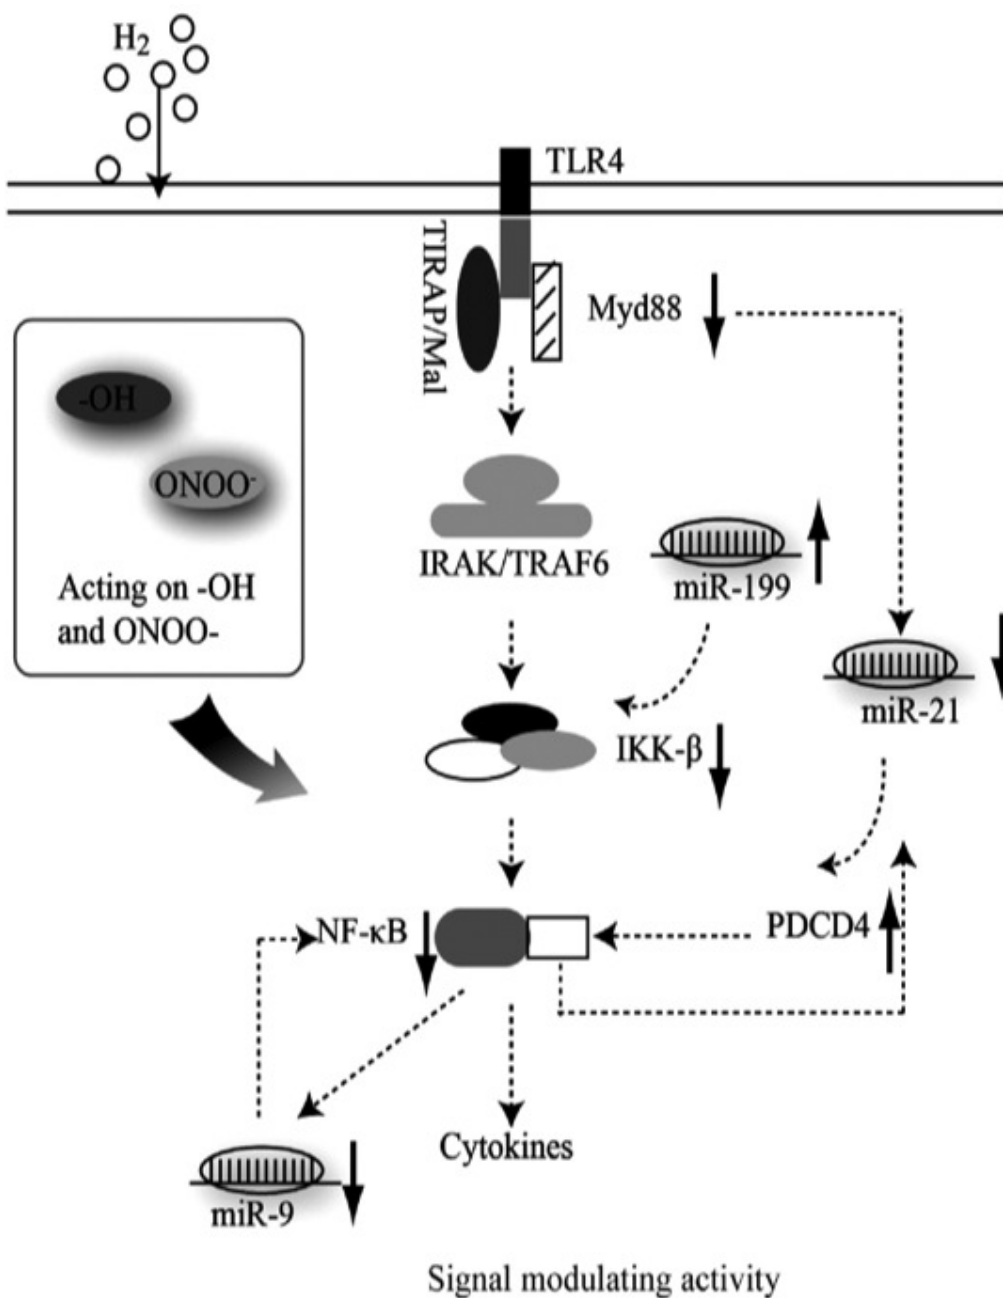 H2
TLR4
TIRAP/Mal
Myd88
-OH
ONOO-
Acting on -OH
and ONOO-
IRAK/TRAF6
miR-199
miR-21
IKK-β
NF-κB
PDCD4
Cytokines
miR-9
Signal modulating activity